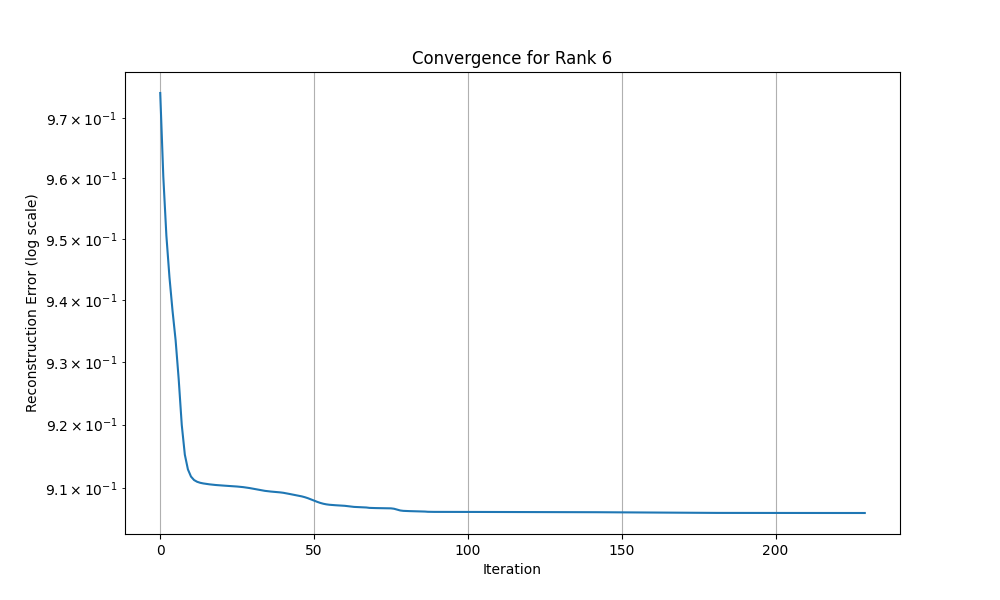 Convergence for Rank 6
Reconstruction Error (log scale)
9.7 × 10⁻¹
9.6 × 10⁻¹
9.5 × 10⁻¹
9.4 × 10⁻¹
9.3 × 10⁻¹
9.2 × 10⁻¹
9.1 × 10⁻¹
0 50 100 150 200
Iteration